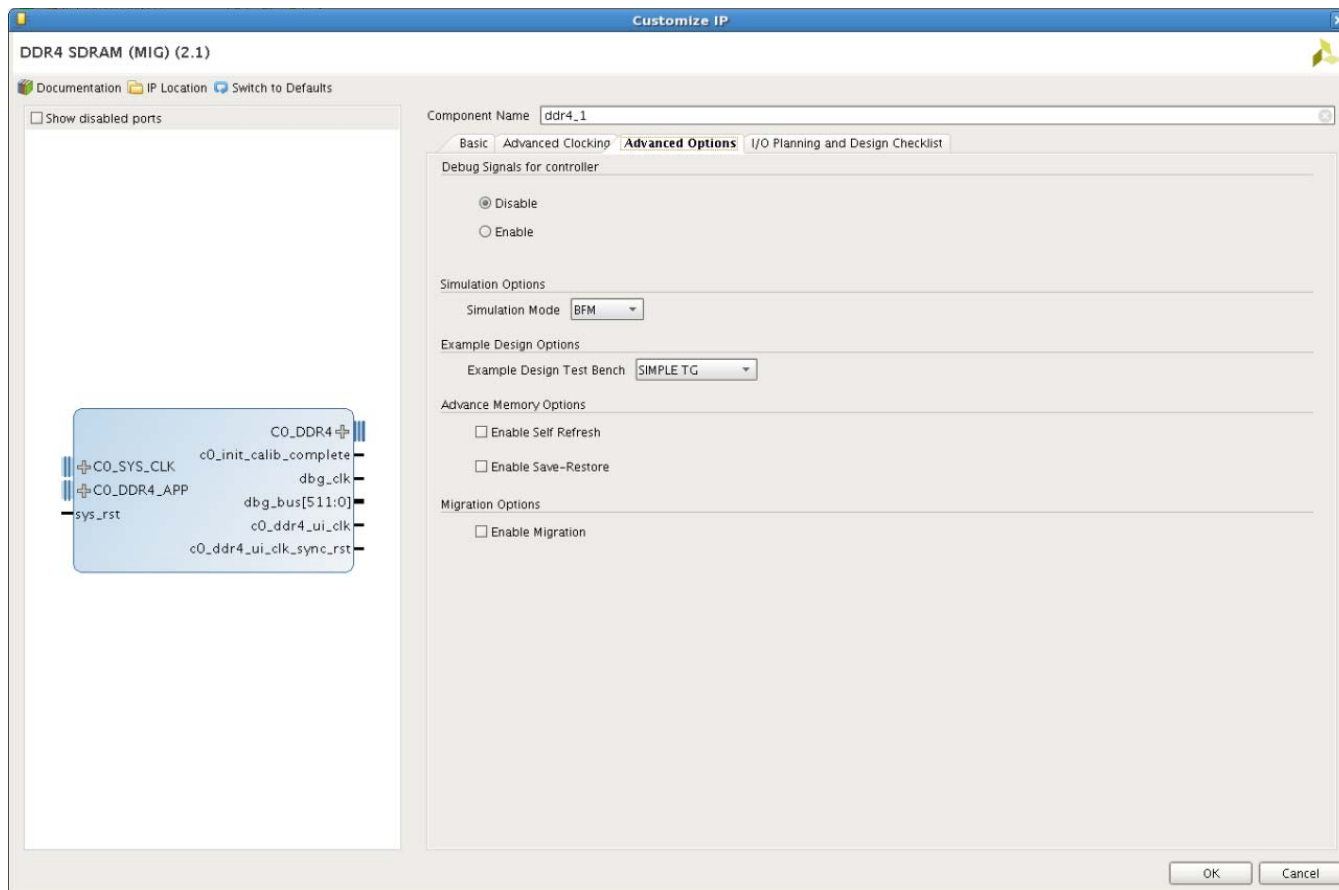 Customize IP
DDR4 SDRAM (MIG) (2.1)
Documentation IP Location Switch to Defaults
Show disabled ports
C0_DDR4
c0_init_calib_complete
C0_SYS_CLK
dbg_clk
C0_DDR4_APP
dbg_bus[511:0]
sys_rst
c0_ddr4_ui_clk
c0_ddr4_ui_clk_sync_rst
Component Name ddr4_1
Basic Advanced Clocking Advanced Options I/O Planning and Design Checklist
Debug Signals for controller
Disable
Enable
Simulation Options
Simulation Mode BFM
Example Design Options
Example Design Test Bench SIMPLE TG
Advance Memory Options
Enable Self Refresh
Enable Save-Restore
Migration Options
Enable Migration
OK Cancel